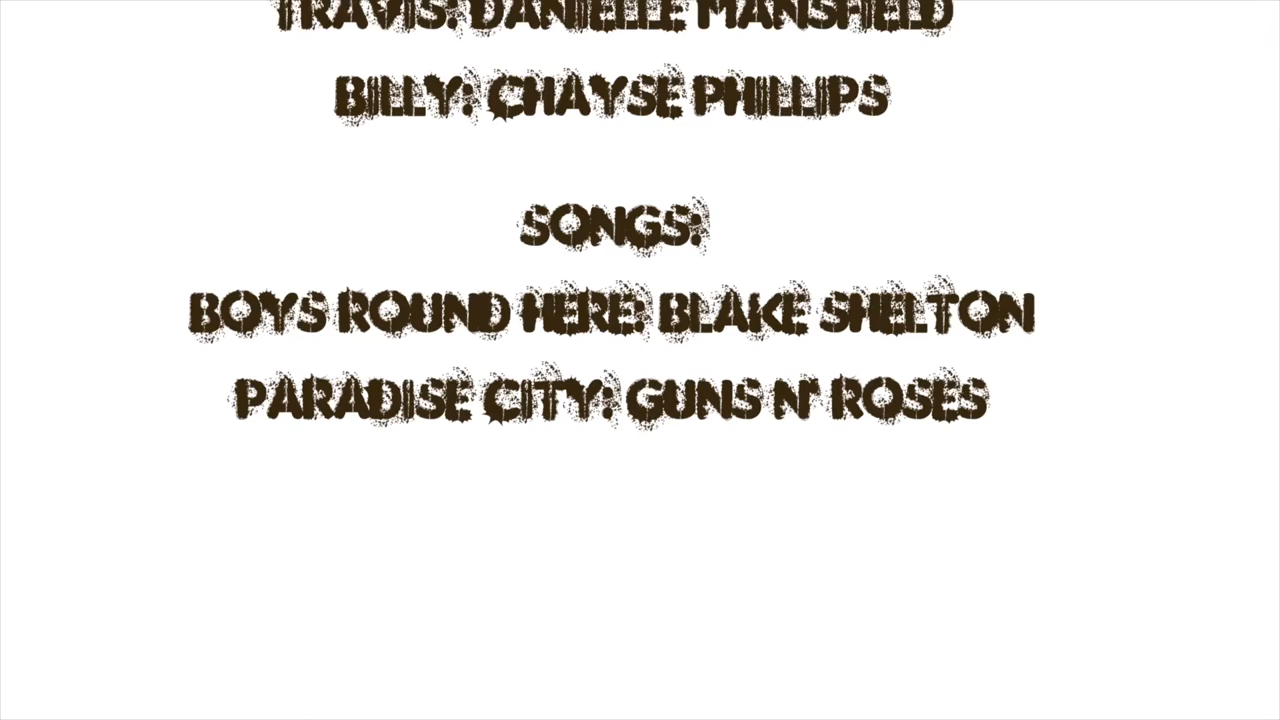 TRAVIS: DANIELLE MANSFIELD
BILLY: CHAYSE PHILLIPS
SONGS:
BOYS ROUND HERE: BLAKE SHELTON
PARADISE CITY: GUNS N' ROSES